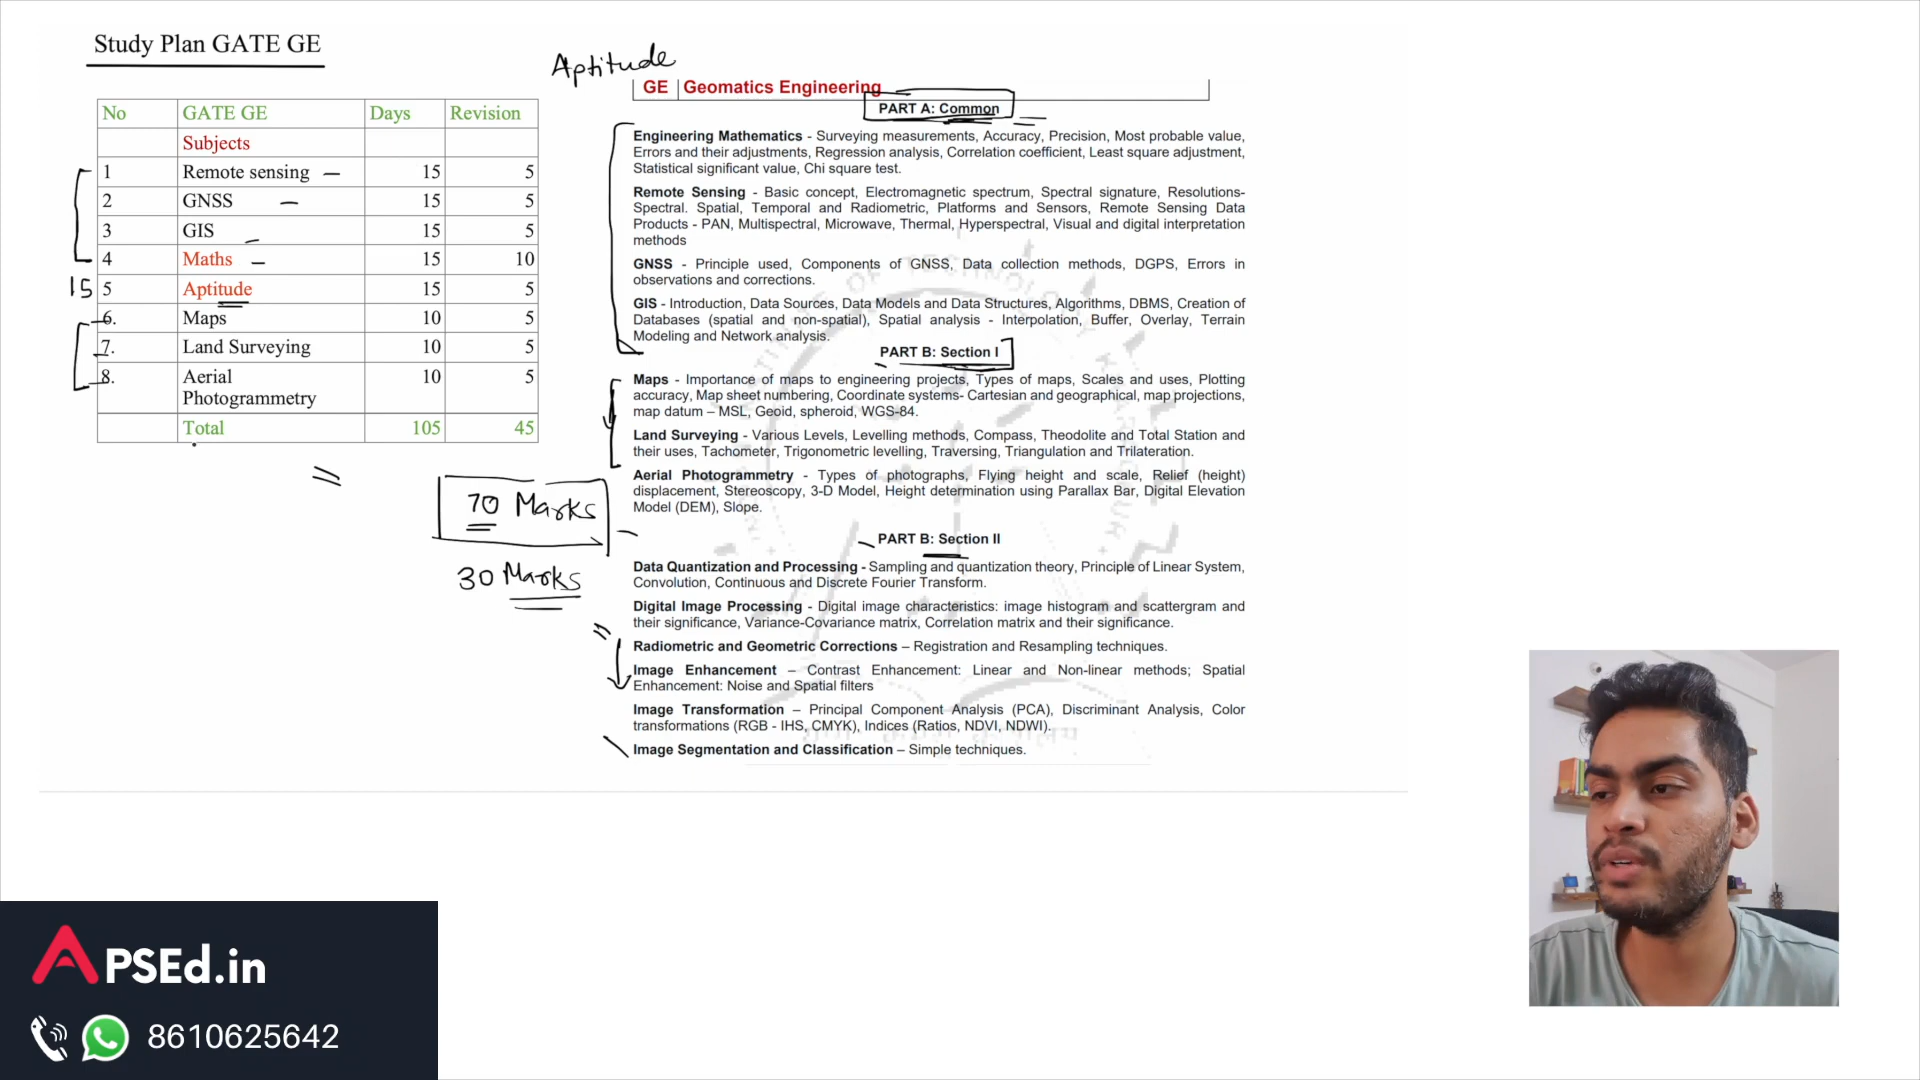 Study Plan GATE GE
No GATE GE Days Revision
Subjects
1 Remote sensing 15 5
2 GNSS 15 5
3 GIS 15 5
4 Maths 15 10
15 5 Aptitude 15 5
6. Maps 10 5
7. Land Surveying 10 5
8. Aerial 10 5
Photogrammetry
Total 105 45
70 Marks
30 Marks
Aptitude
GE Geomatics Engineering
PART A: Common
Engineering Mathematics - Surveying measurements, Accuracy, Precision, Most probable value,
Errors and their adjustments, Regression analysis, Correlation coefficient, Least square adjustment,
Statistical significant value, Chi square test.
Remote Sensing - Basic concept, Electromagnetic spectrum, Spectral signature, Resolutions-
Spectral. Spatial, Temporal and Radiometric, Platforms and Sensors, Remote Sensing Data
Products - PAN, Multispectral, Microwave, Thermal, Hyperspectral, Visual and digital interpretation
methods
GNSS - Principle used, Components of GNSS, Data collection methods, DGPS, Errors in
observations and corrections.
GIS - Introduction, Data Sources, Data Models and Data Structures, Algorithms, DBMS, Creation of
Databases (spatial and non-spatial), Spatial analysis - Interpolation, Buffer, Overlay, Terrain
Modeling and Network analysis.
PART B: Section I
Maps - Importance of maps to engineering projects, Types of maps, Scales and uses, Plotting
accuracy, Map sheet numbering, Coordinate systems- Cartesian and geographical, map projections,
map datum – MSL, Geoid, spheroid, WGS-84.
Land Surveying - Various Levels, Levelling methods, Compass, Theodolite and Total Station and
their uses, Tachometer, Trigonometric levelling, Traversing, Triangulation and Trilateration.
Aerial Photogrammetry - Types of photographs, Flying height and scale, Relief (height)
displacement, Stereoscopy, 3-D Model, Height determination using Parallax Bar, Digital Elevation
Model (DEM), Slope.
PART B: Section II
Data Quantization and Processing - Sampling and quantization theory, Principle of Linear System,
Convolution, Continuous and Discrete Fourier Transform.
Digital Image Processing - Digital image characteristics: image histogram and scattergram and
their significance, Variance-Covariance matrix, Correlation matrix and their significance.
Radiometric and Geometric Corrections – Registration and Resampling techniques.
Image Enhancement – Contrast Enhancement: Linear and Non-linear methods; Spatial
Enhancement: Noise and Spatial filters
Image Transformation – Principal Component Analysis (PCA), Discriminant Analysis, Color
transformations (RGB - IHS, CMYK), Indices (Ratios, NDVI, NDWI).
Image Segmentation and Classification – Simple techniques.
APSEd.in
8610625642